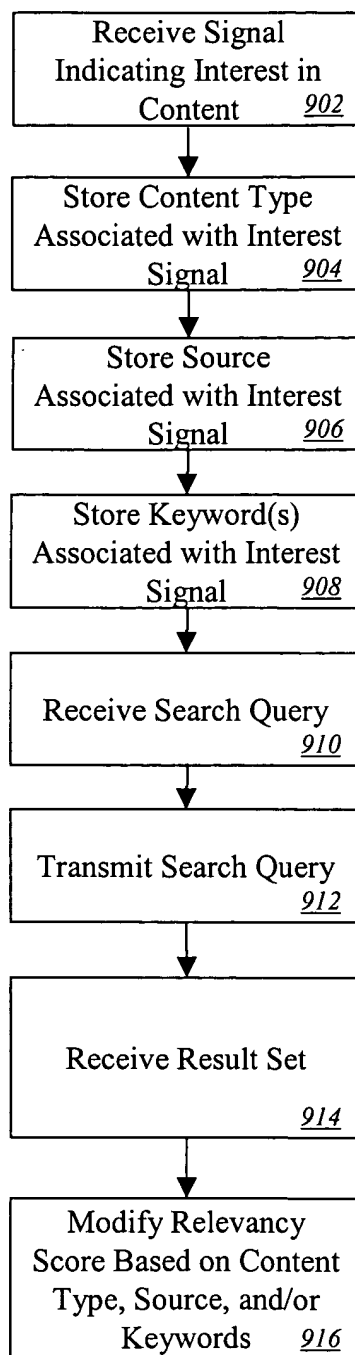 Receive Signal
Indicating Interest in
Content 902
Store Content Type
Associated with Interest
Signal 904
Store Source
Associated with Interest
Signal 906
Store Keyword(s)
Associated with Interest
Signal 908
Receive Search Query
910
Transmit Search Query
912
Receive Result Set
914
Modify Relevancy
Score Based on Content
Type, Source, and/or
Keywords 916